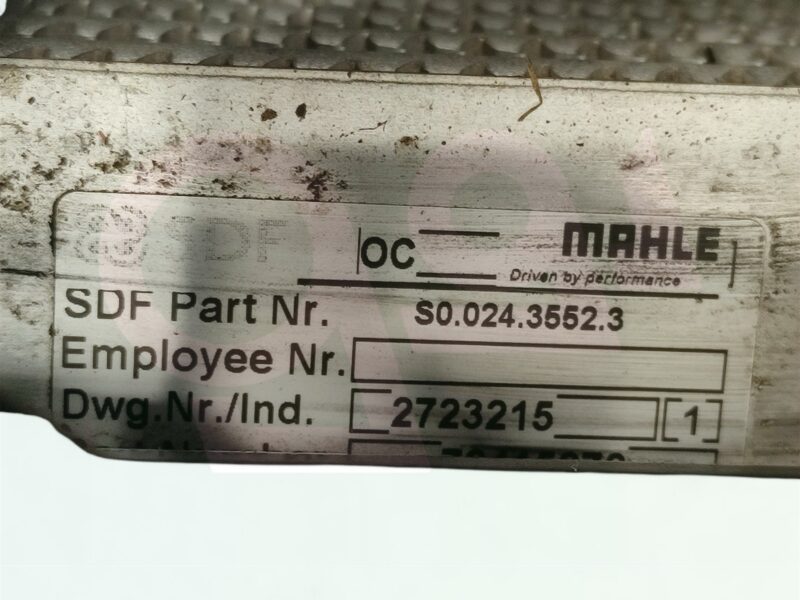 SDF OC MAHLE
Driven by performance
SDF Part Nr. S0.024.3552.3
Employee Nr.
Dwg.Nr./Ind. 2723215 1